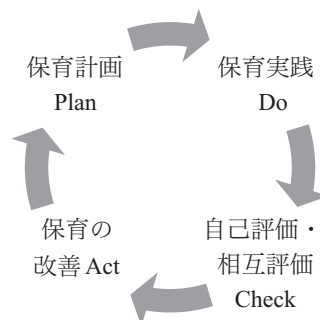 保育計画
Plan
保育実践
Do
自己評価・
相互評価
Check
保育の
改善 Act